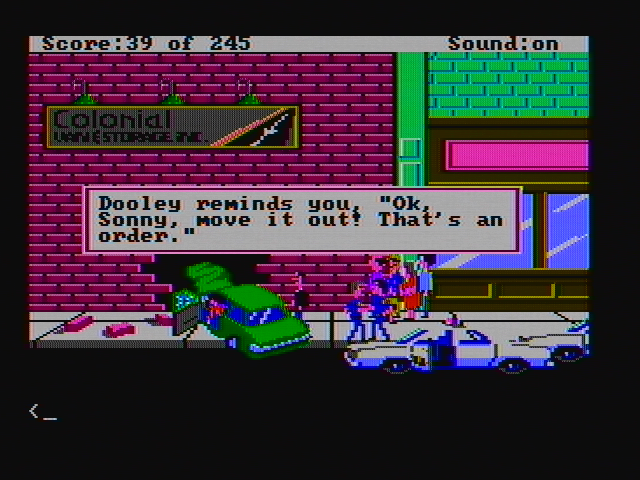 Score:39 of 245 Sound:on
Colonial
Dooley reminds you, "Ok,
Sonny, move it out! That's an
order."
<_